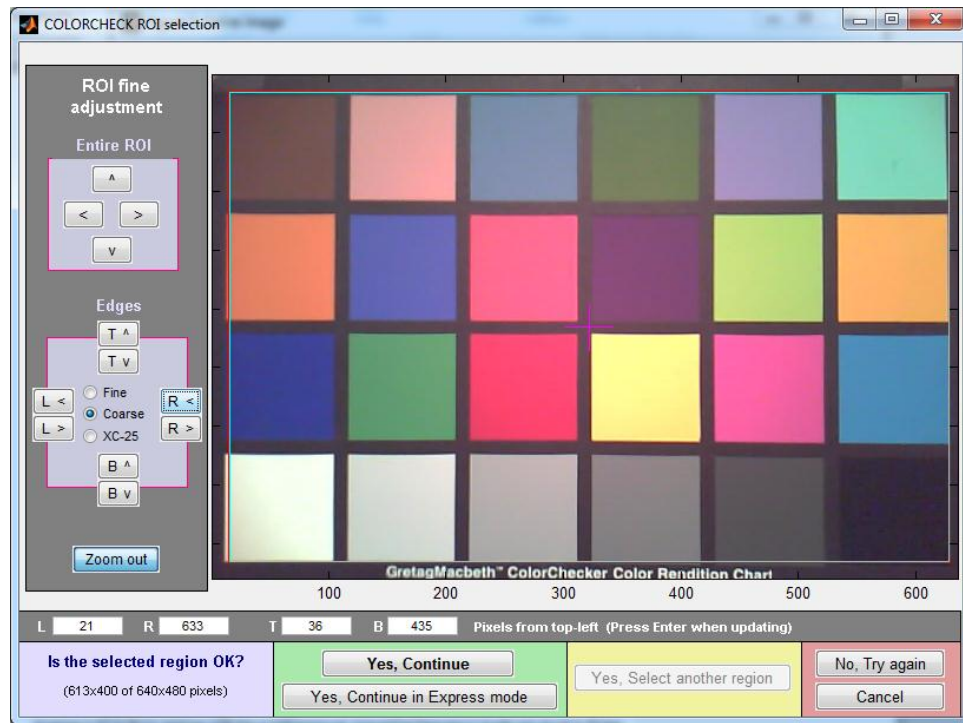 COLORCHECK ROI selection
ROI fine
adjustment
Entire ROI
^
< >
v
Edges
T ^
T v
L < Fine R <
Coarse
L > XC-25 R >
B ^
B v
Zoom out
GretagMacbeth™ ColorChecker Color Rendition Chart
100 200 300 400 500 600
L 21 R 633 T 36 B 435 Pixels from top-left (Press Enter when updating)
Is the selected region OK?
(613x400 of 640x480 pixels)
Yes, Continue
Yes, Continue in Express mode
Yes, Select another region
No, Try again
Cancel